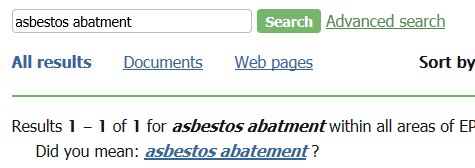 asbestos abatment Search Advanced search
All results Documents Web pages Sort by
Results 1 – 1 of 1 for asbestos abatment within all areas of EP
Did you mean: asbestos abatement ?